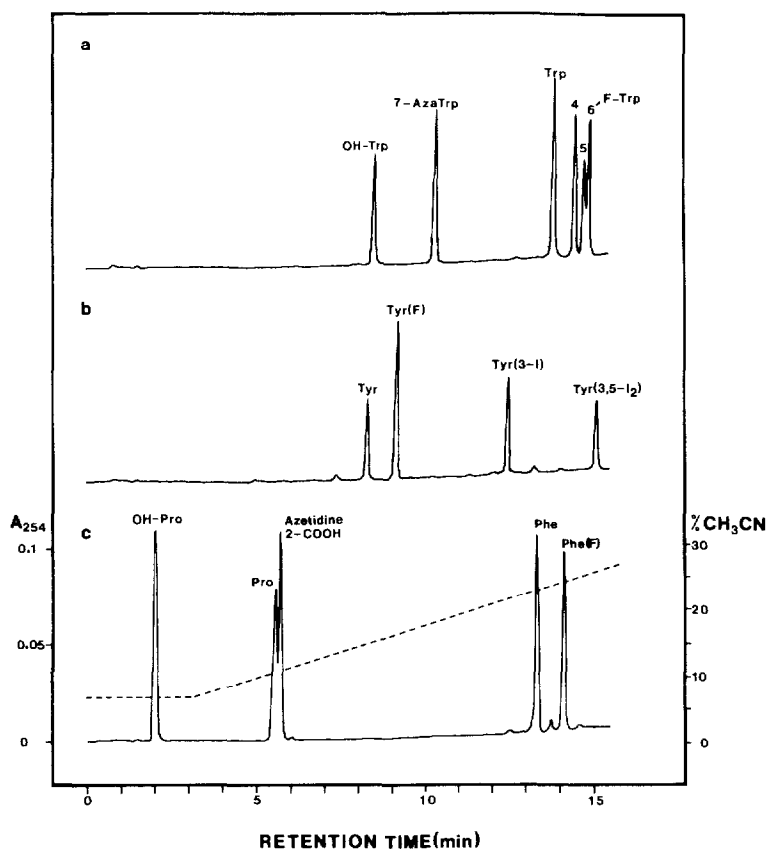 a
Trp
7-AzaTrp
4
6
F-Trp
OH-Trp
5
b
Tyr(F)
Tyr
Tyr(3-I)
Tyr(3,5-I₂)
A₂₅₄
%CH₃CN
c
OH-Pro
Azetidine
2-COOH
Phe
Phe(F)
Pro
0.1
0.05
0
30
20
10
0
0
5
10
15
RETENTION TIME(min)